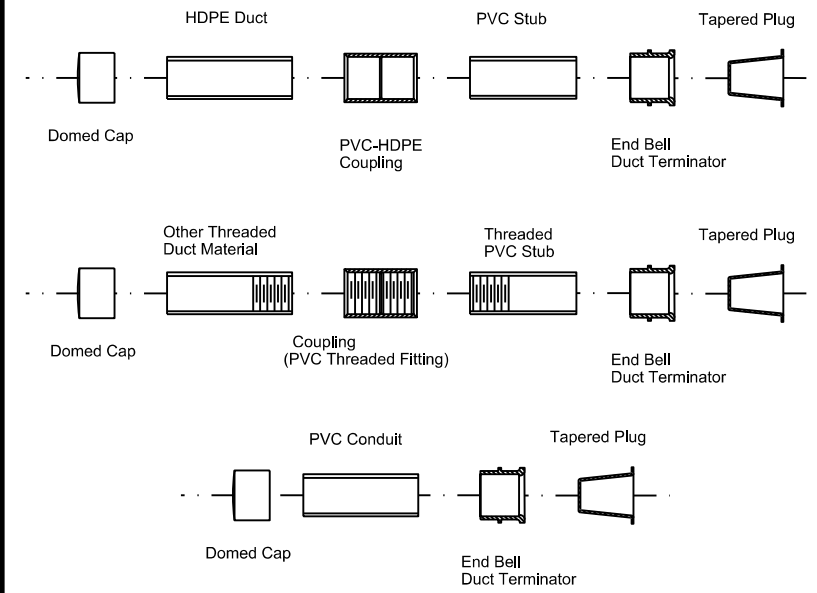 HDPE Duct
PVC Stub
Tapered Plug
Domed Cap
PVC-HDPE
Coupling
End Bell
Duct Terminator
Other Threaded
Duct Material
Threaded
PVC Stub
Tapered Plug
Domed Cap
Coupling
(PVC Threaded Fitting)
End Bell
Duct Terminator
PVC Conduit
Tapered Plug
Domed Cap
End Bell
Duct Terminator